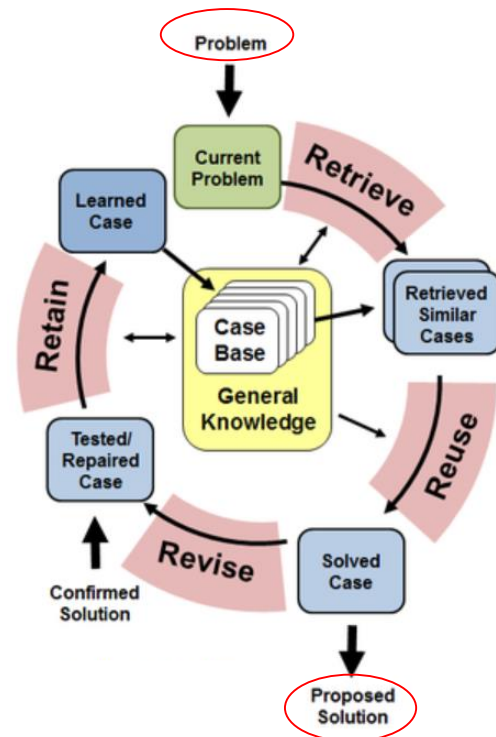 Problem
Current
Problem
Retrieve
Learned
Case
Retrieved
Similar
Cases
Case
Base
General
Knowledge
Retain
Reuse
Tested/
Repaired
Case
Revise
Solved
Case
Confirmed
Solution
Proposed
Solution